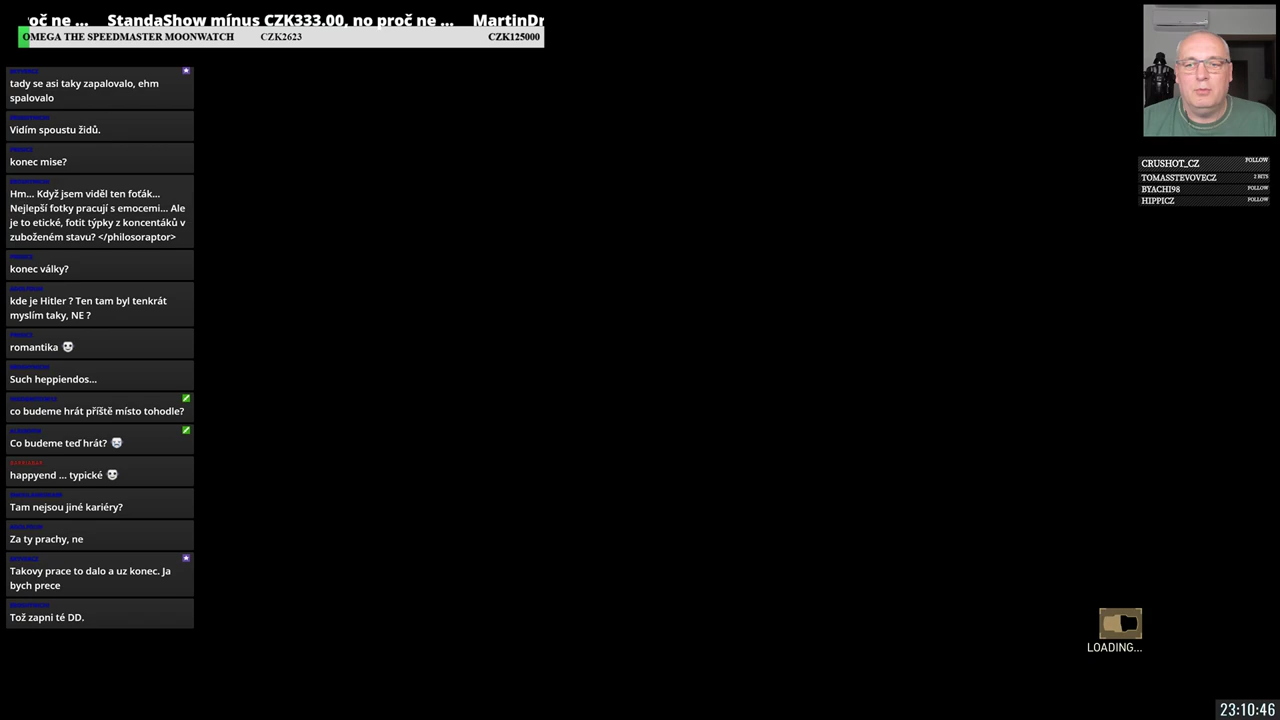 oč ne ... StandaShow mínus CZK333.00, no proč ne ... MartinDr
OMEGA THE SPEEDMASTER MOONWATCH CZK2623 CZK125000
tady se asi taky zapalovalo, ehm
spalovalo
Vidím spoustu židů.
konec mise?
Hm... Když jsem viděl ten foťák...
Nejlepší fotky pracují s emocemi... Ale
je to etické, fotit týpky z koncentáků v
zuboženém stavu? </philosoraptor>
konec války?
kde je Hitler ? Ten tam byl tenkrát
myslím taky, NE ?
romantika
Such heppiendos...
co budeme hrát příště místo tohodle?
Co budeme teď hrát?
happyend ... typické
Tam nejsou jiné kariéry?
Za ty prachy, ne
Takovy prace to dalo a uz konec. Ja
bych prece
Tož zapni té DD.
CRUSHOT_CZ FOLLOW
TOMASSTEVOVECZ 2 BITS
BYACHI98 FOLLOW
HIPPICZ FOLLOW
LOADING...
23:10:46